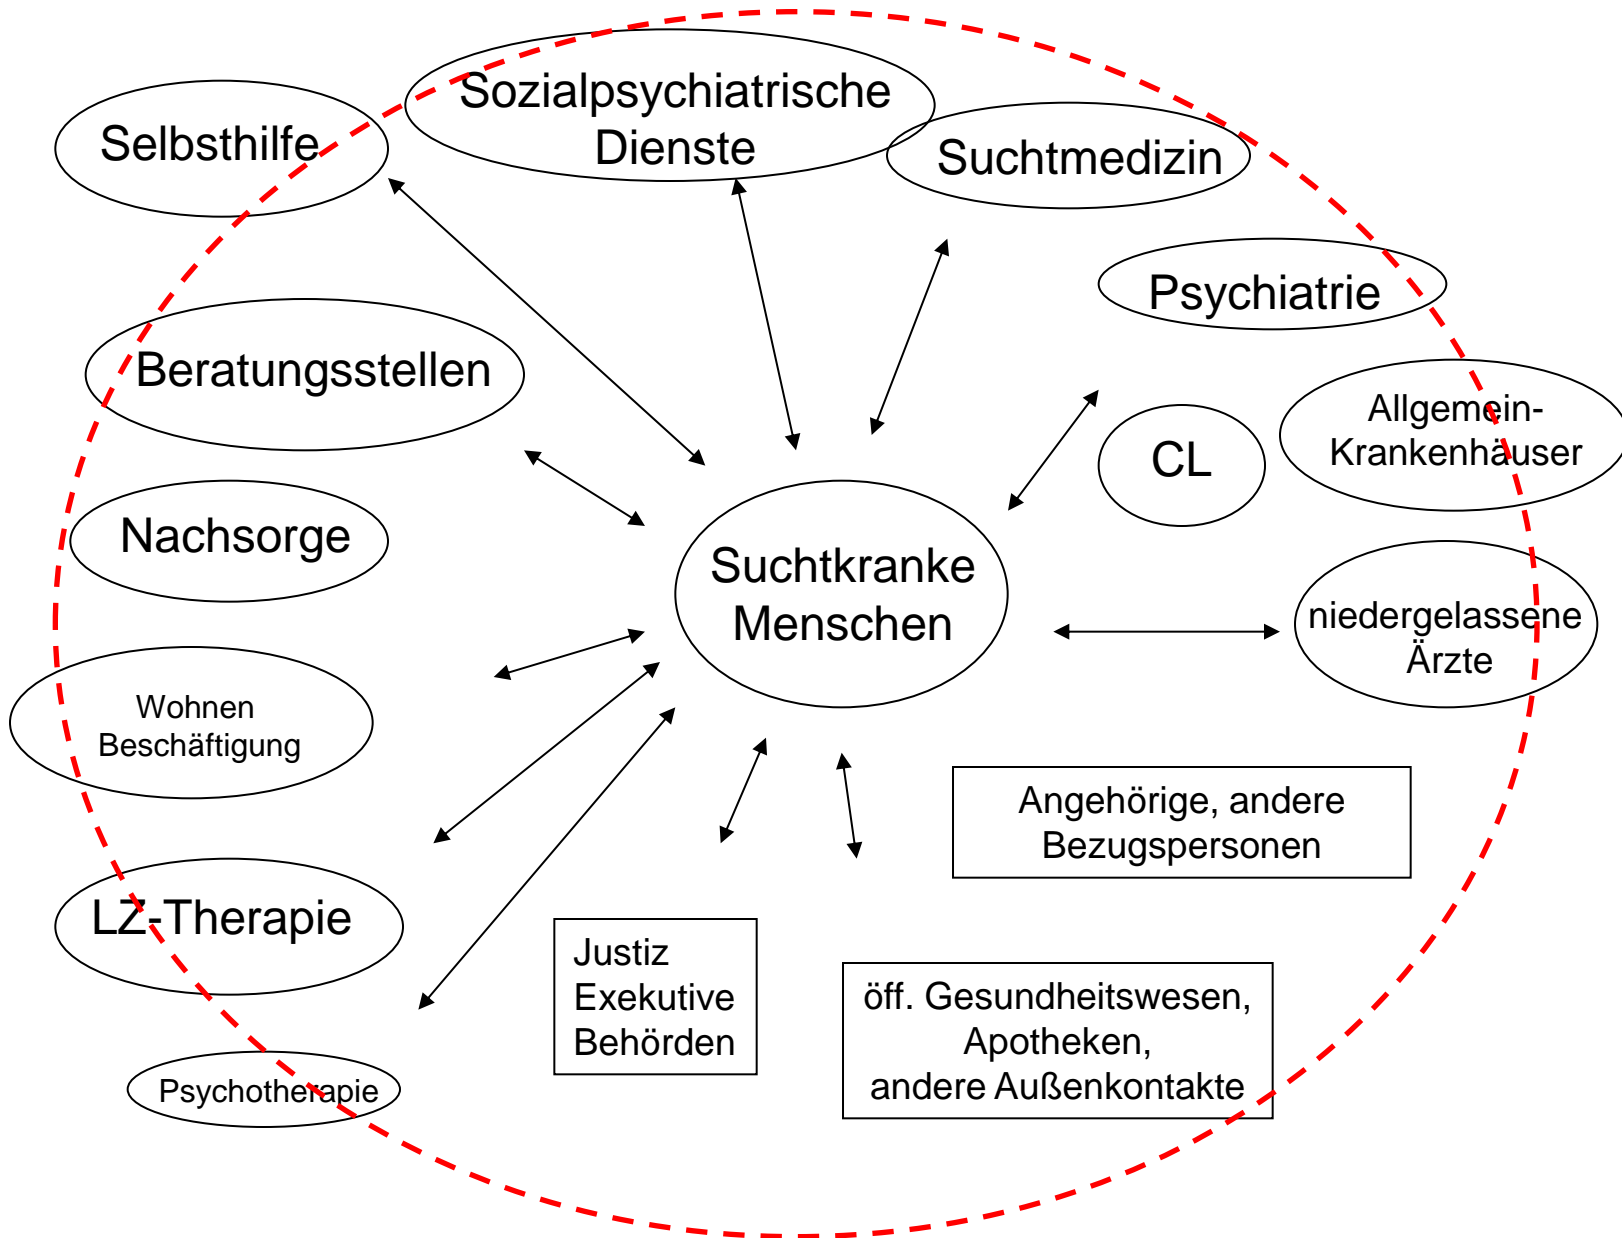 Sozialpsychiatrische
Dienste
Selbsthilfe
Suchtmedizin
Psychiatrie
Beratungsstellen
Allgemein-
Krankenhäuser
CL
Nachsorge
Suchtkranke
Menschen
niedergelassene
Ärzte
Wohnen
Beschäftigung
Angehörige, andere
Bezugspersonen
LZ-Therapie
Justiz
Exekutive
Behörden
öff. Gesundheitswesen,
Apotheken,
andere Außenkontakte
Psychotherapie